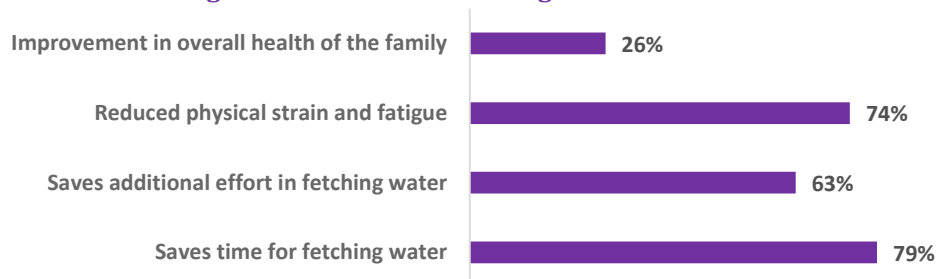 Improvement in overall health of the family 26%
Reduced physical strain and fatigue 74%
Saves additional effort in fetching water 63%
Saves time for fetching water 79%